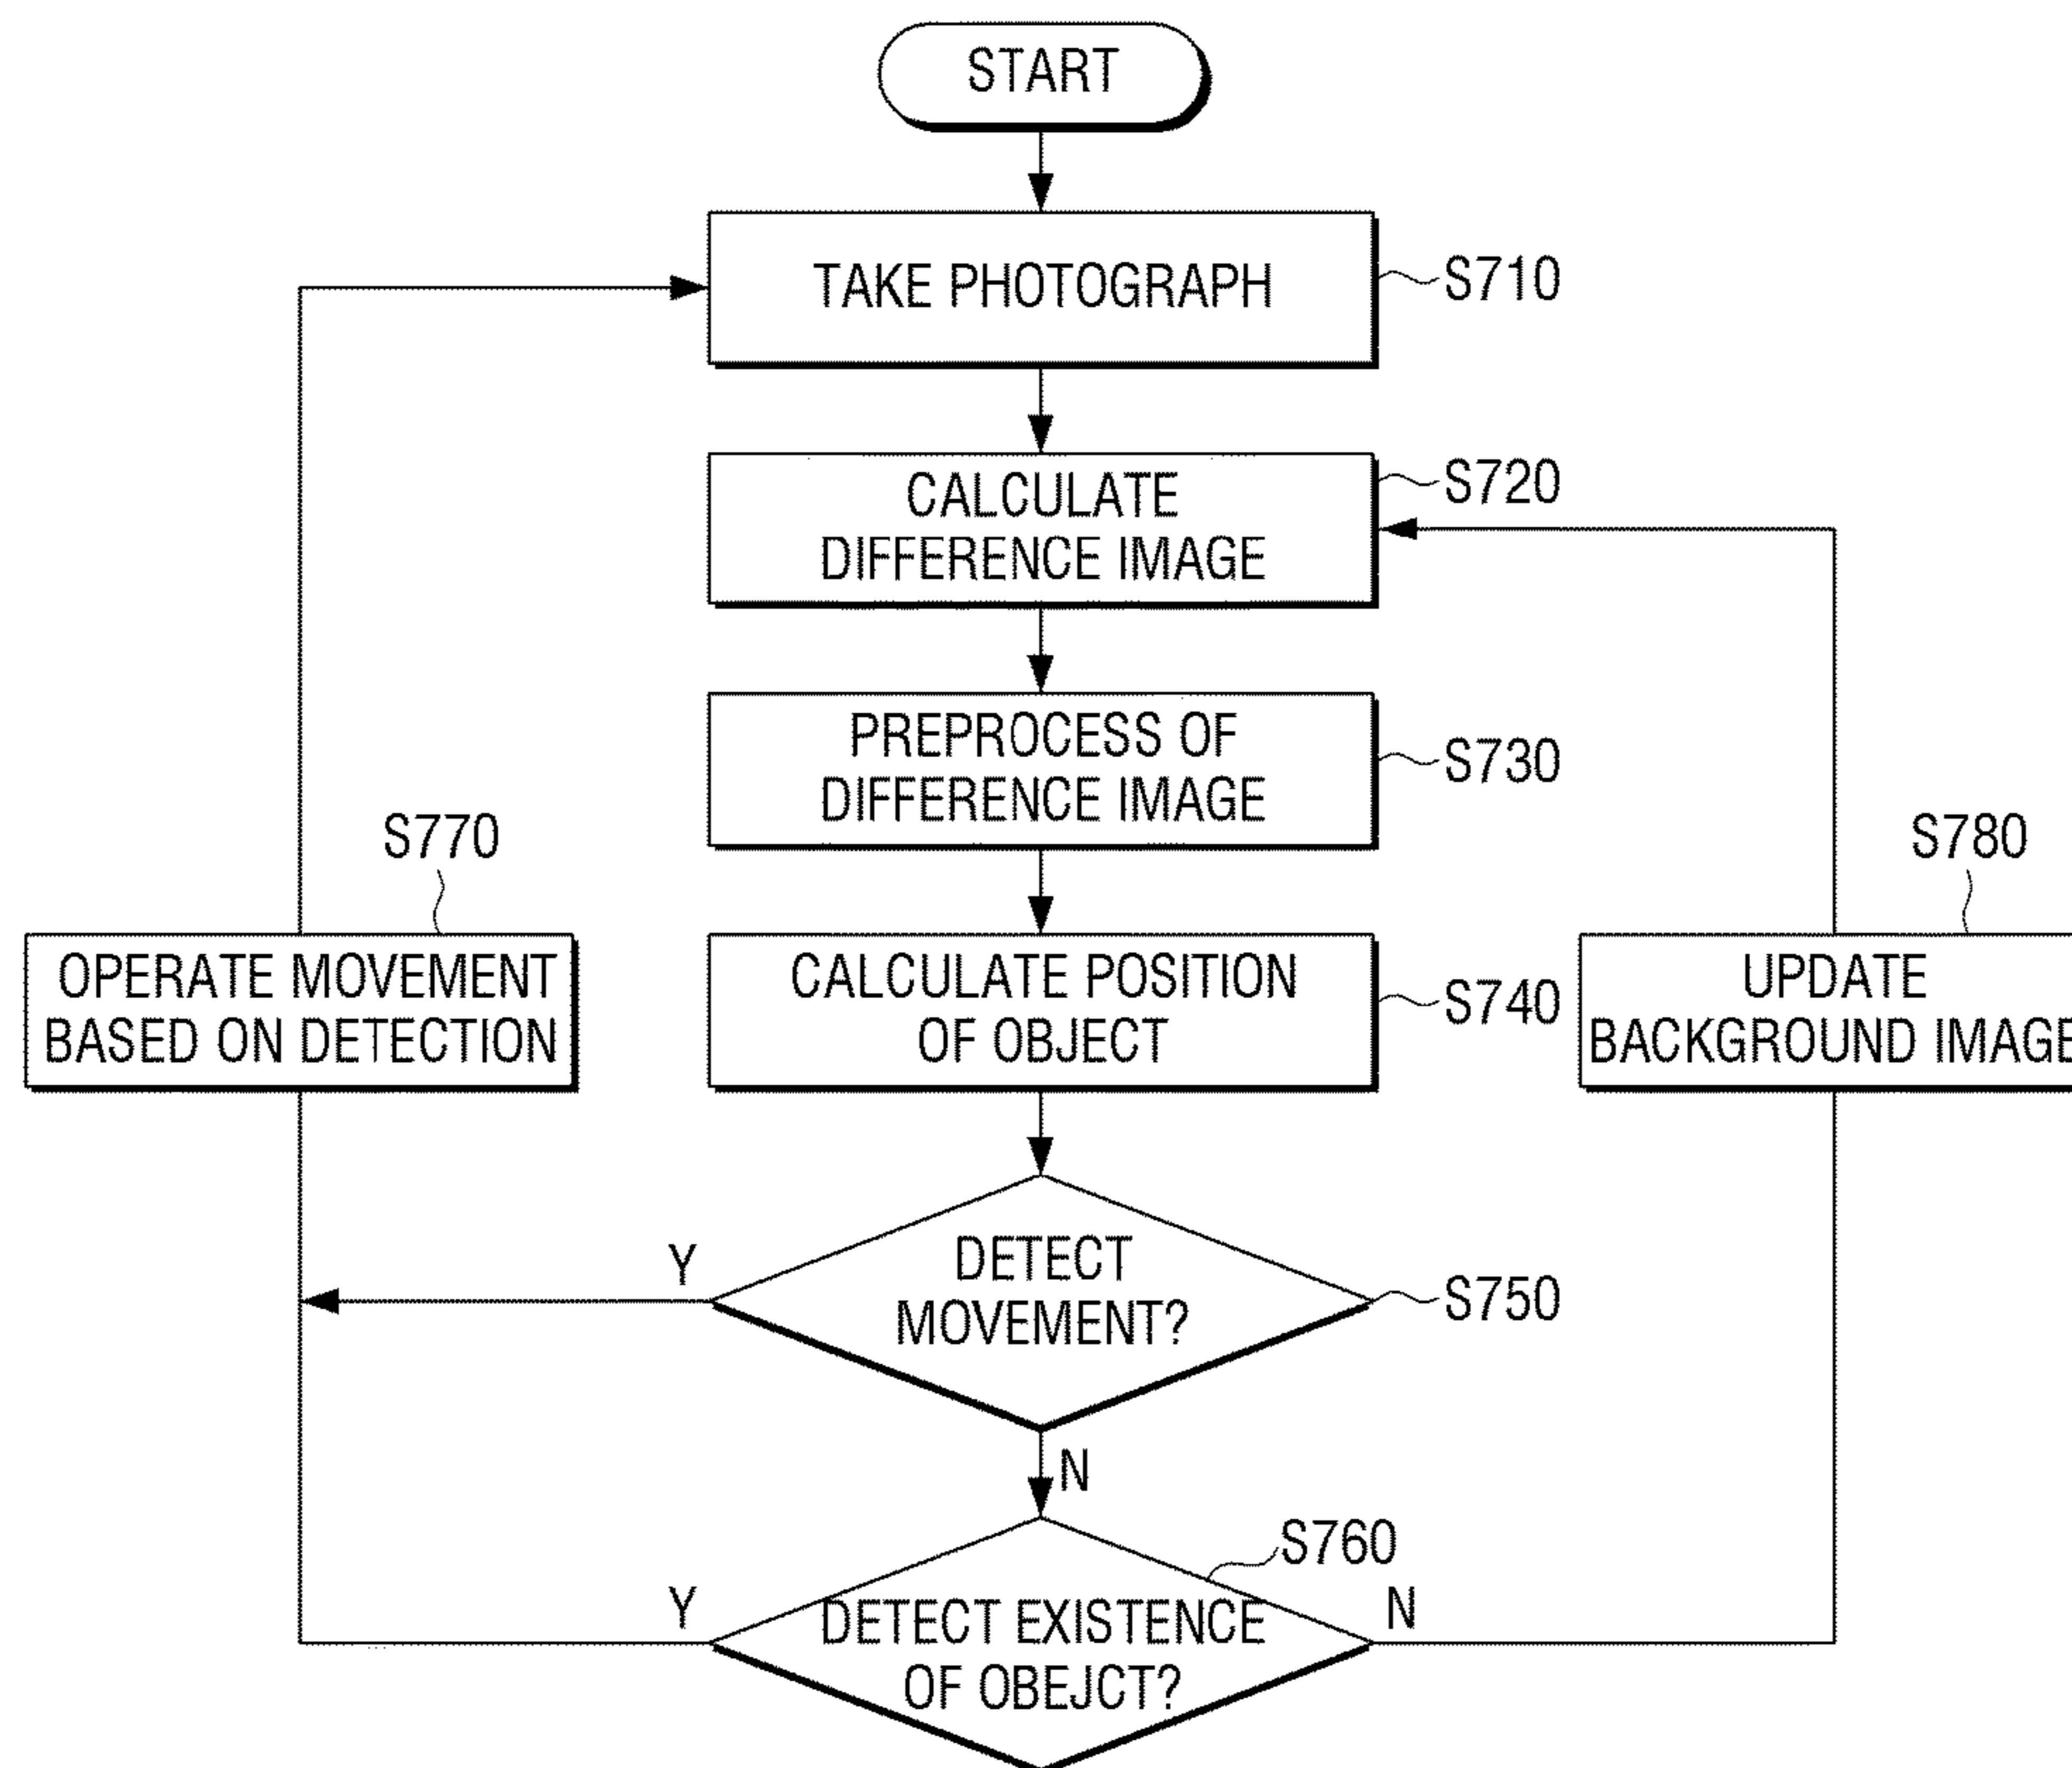 START
TAKE PHOTOGRAPH
S710
CALCULATE
DIFFERENCE IMAGE
S720
PREPROCESS OF
DIFFERENCE IMAGE
S730
S770
S780
OPERATE MOVEMENT
BASED ON DETECTION
CALCULATE POSITION
OF OBJECT
S740
UPDATE
BACKGROUND IMAGE
Y
DETECT
MOVEMENT?
S750
N
S760
Y
DETECT EXISTENCE
OF OBEJCT?
N